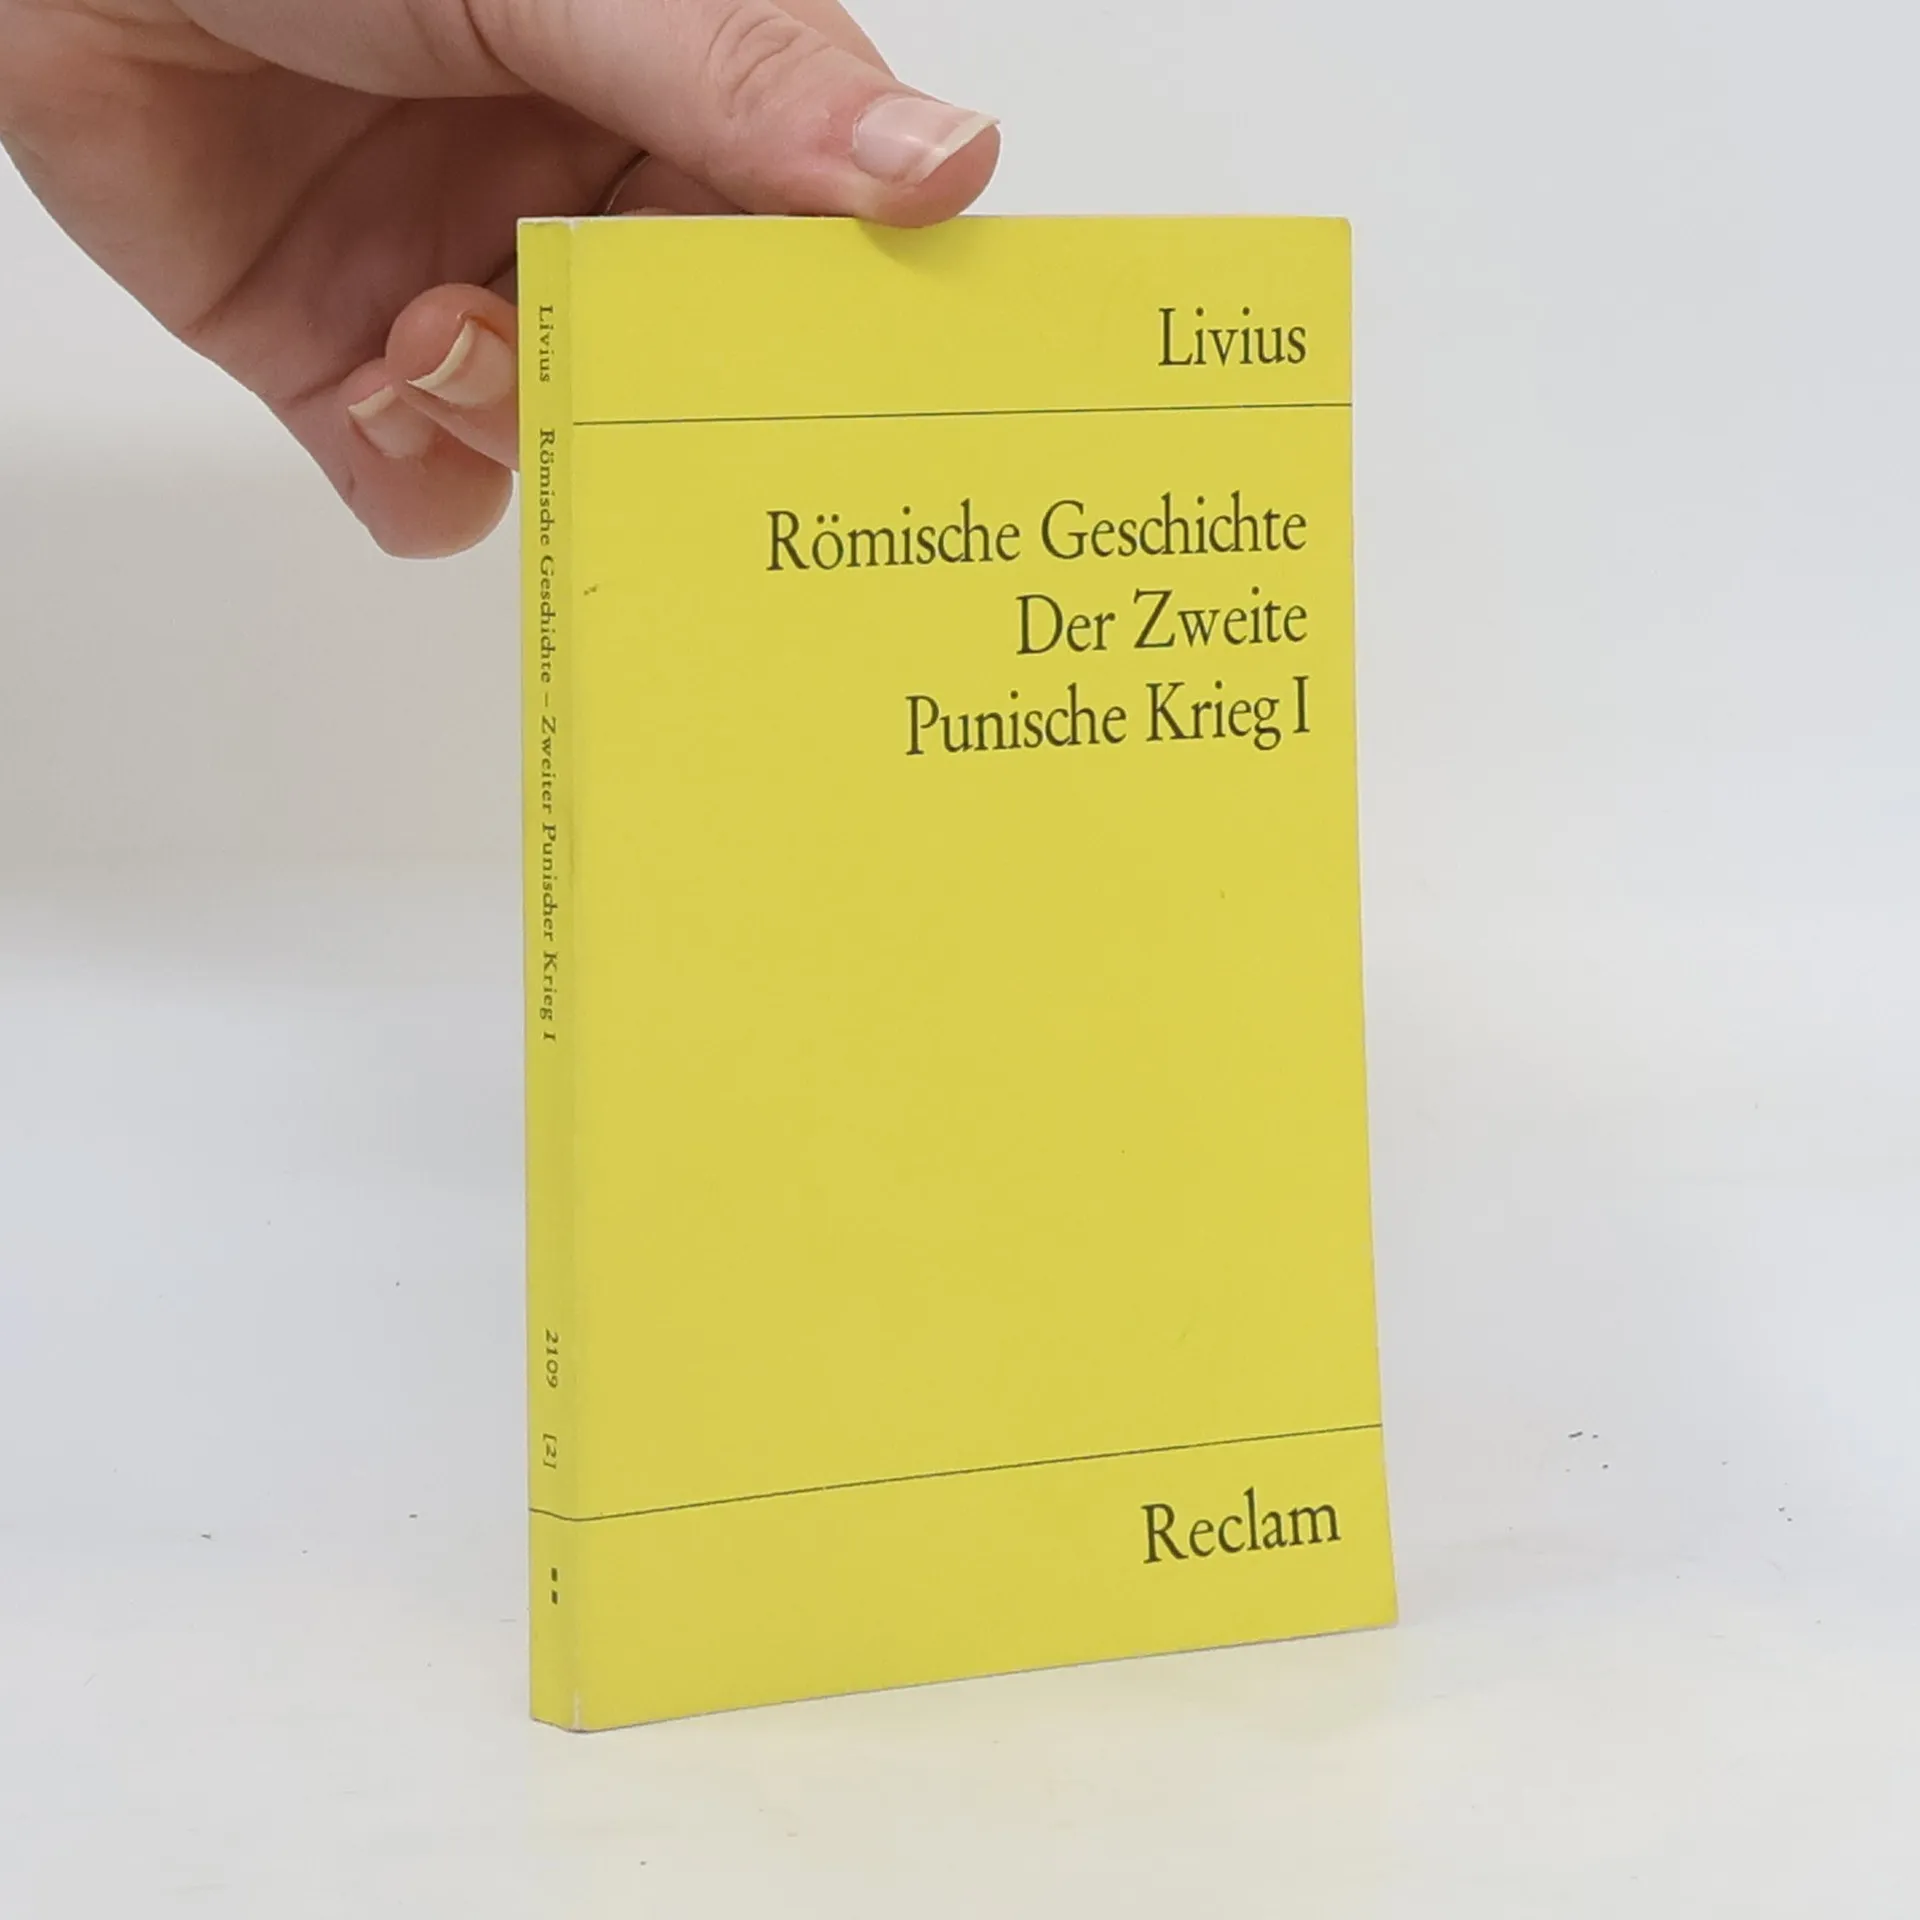 Livius
Römische Geschichte
Der Zweite
Punische Krieg I
Reclam
Livius Römische Geschichte – Zweiter Punischer Krieg I 2109 [2]